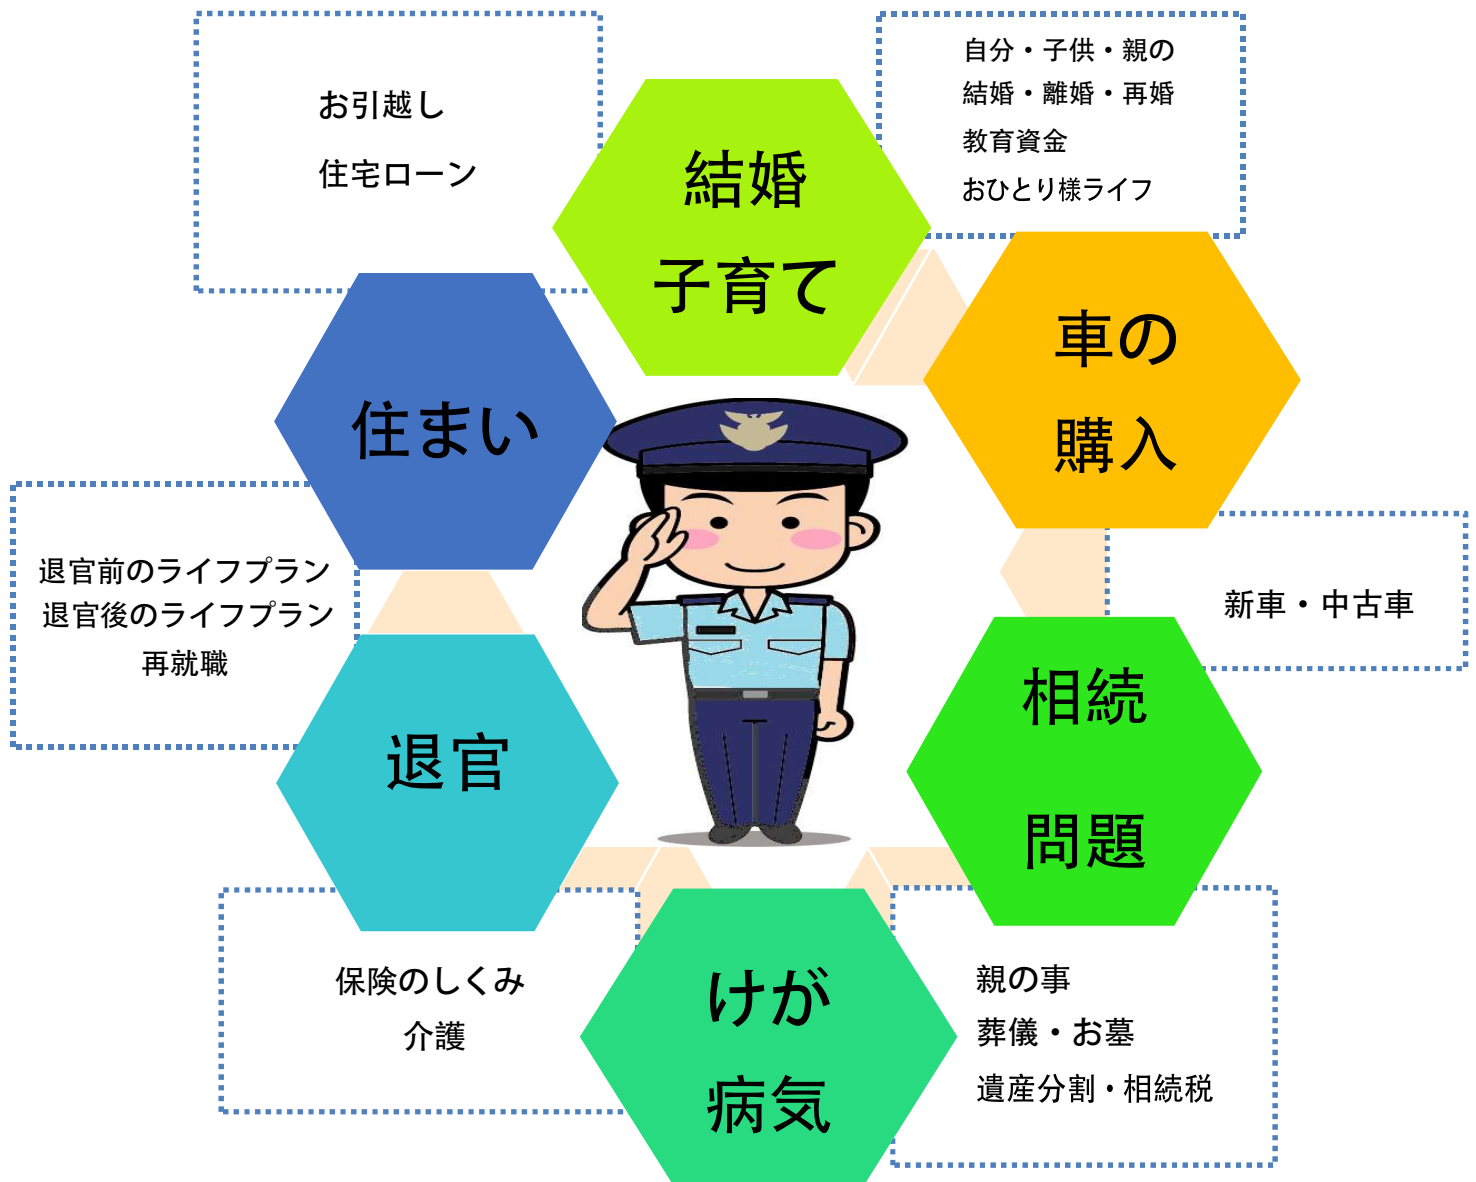 お引越し
住宅ローン
結婚
子育て
自分・子供・親の
結婚・離婚・再婚
教育資金
おひとり様ライフ
車の
購入
住まい
退官前のライフプラン
退官後のライフプラン
再就職
新車・中古車
相続
問題
退官
保険のしくみ
介護
けが
病気
親の事
葬儀・お墓
遺産分割・相続税